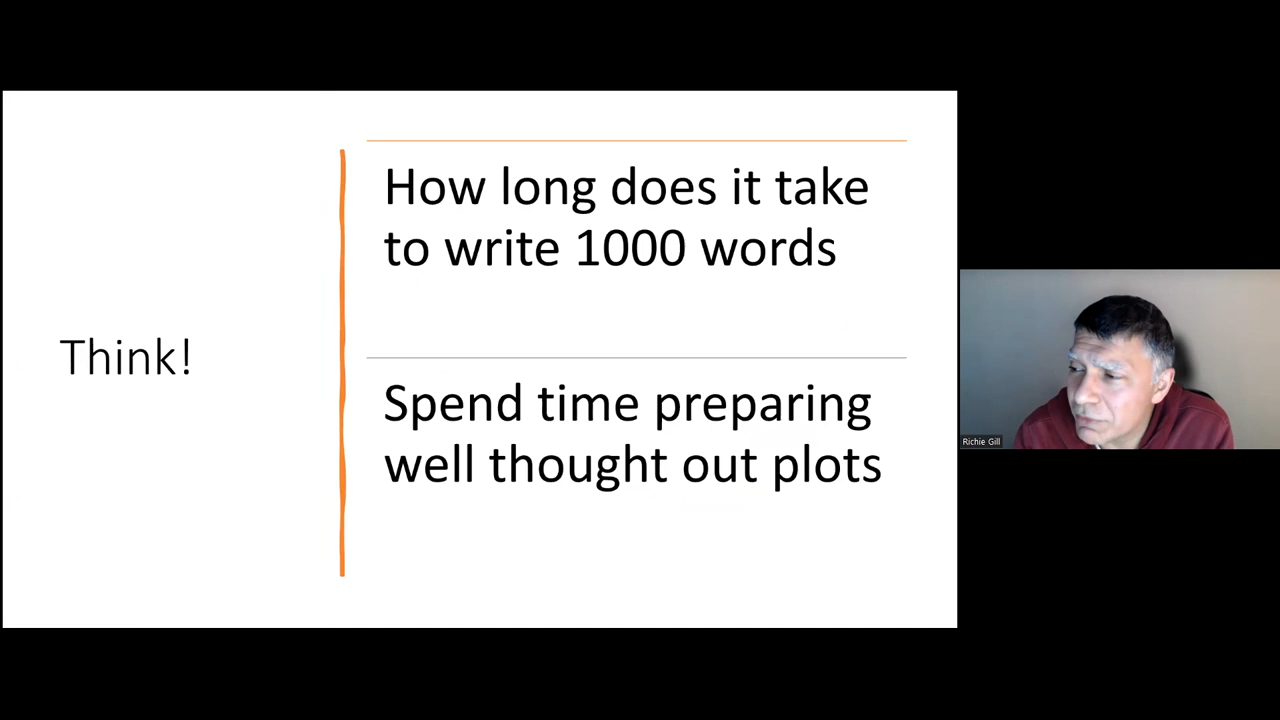 Think!
How long does it take
to write 1000 words
Spend time preparing
well thought out plots
Richie Gill